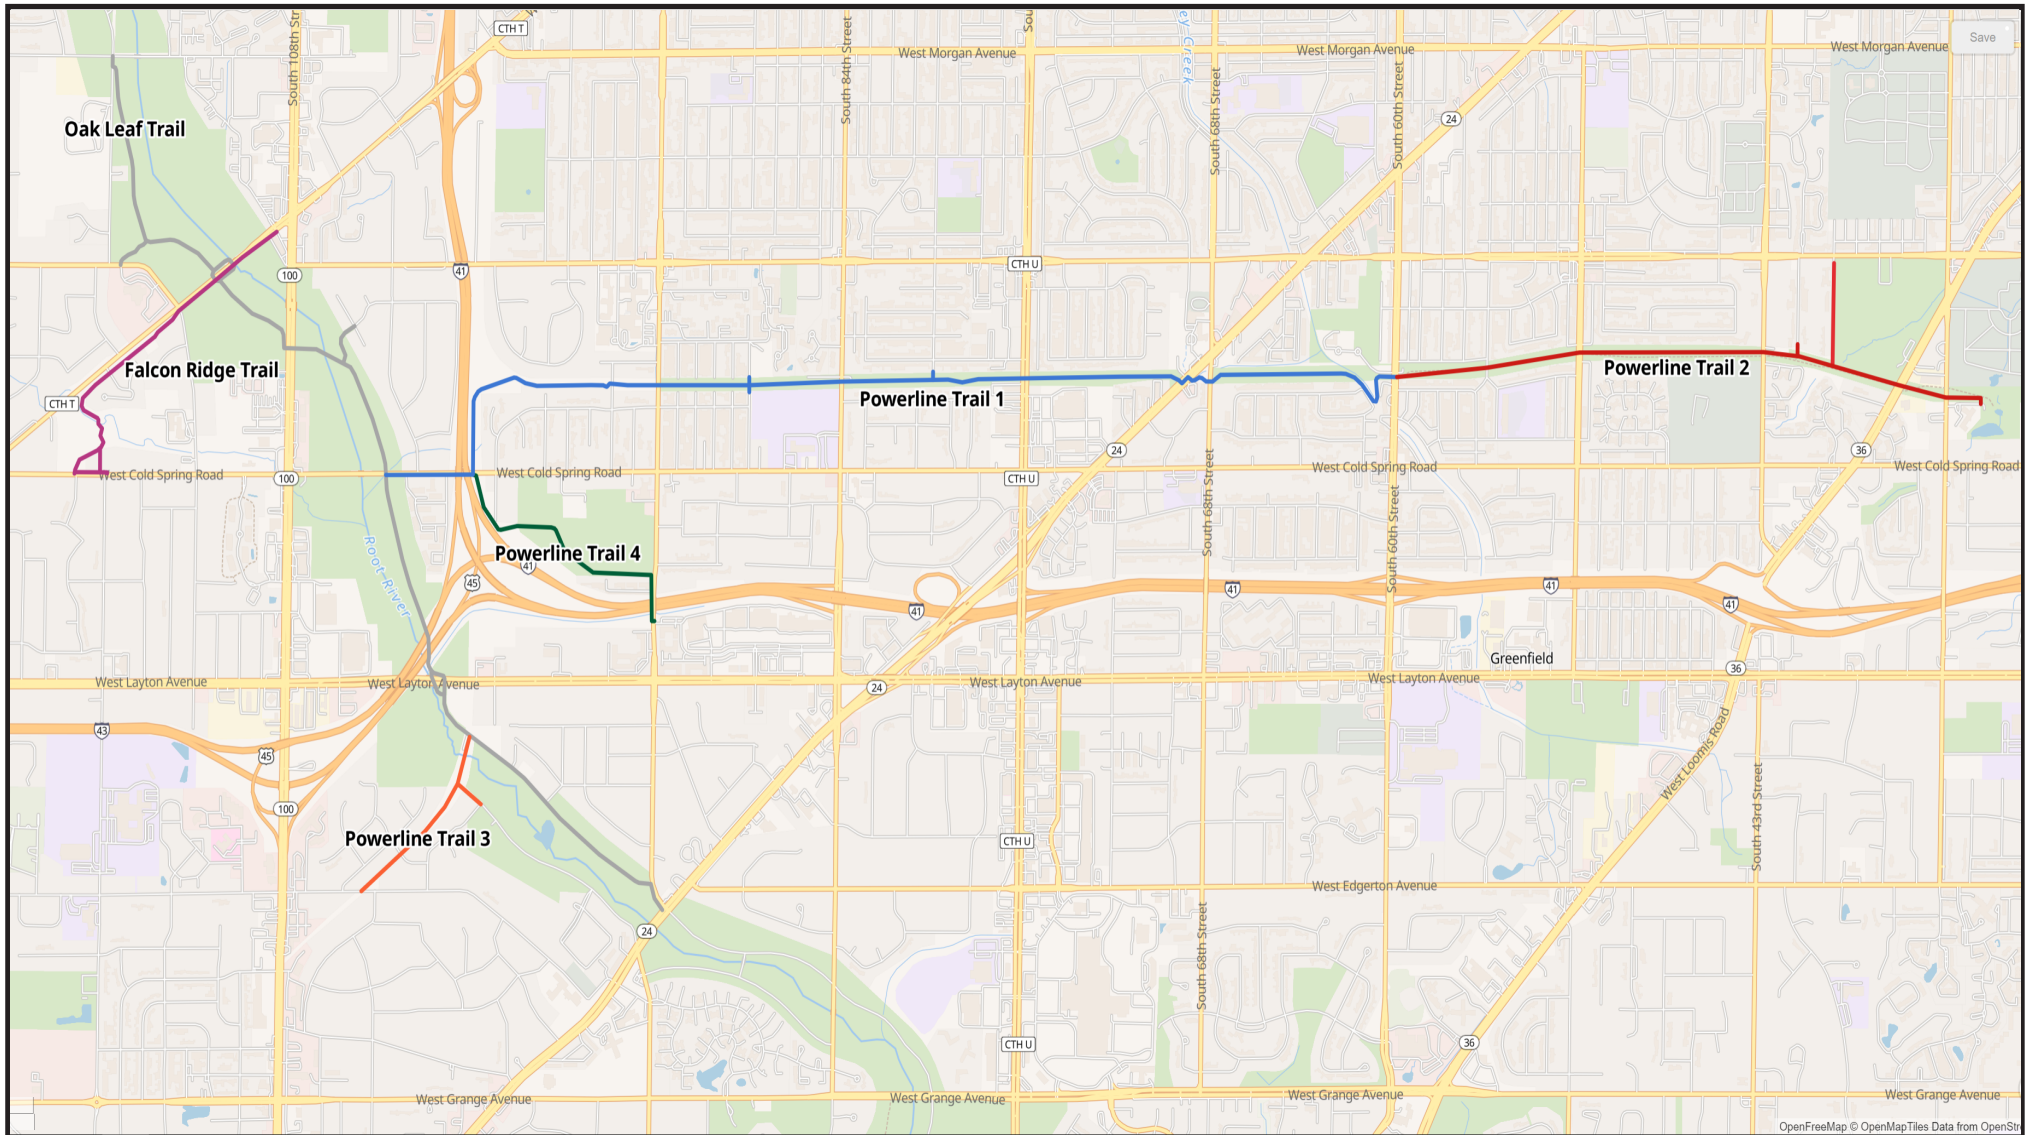 CTH T
South 108th Str
South 84th Street
Sou
ey Creek
West Morgan Avenue
West Morgan Avenue
West Morgan Avenue
Save
South 68th Street
South 60th Street
24
Oak Leaf Trail
100
41
CTH U
Falcon Ridge Trail
Powerline Trail 2
CTH T
Powerline Trail 1
24
36
West Cold Spring Road
100
West Cold Spring Road
CTH U
West Cold Spring Road
West Cold Spring Road
South 68th Street
South 60th Street
Root River
Powerline Trail 4
41
45
41
41
41
41
Greenfield
36
West Layton Avenue
West Layton Avenue
24
West Layton Avenue
West Layton Avenue
43
45
West Loomis Road
South 43rd Street
100
Powerline Trail 3
CTH U
West Edgerton Avenue
24
South 68th Street
CTH U
36
West Grange Avenue
West Grange Avenue
West Grange Avenue
West Grange Avenue
OpenFreeMap © OpenMapTiles Data from OpenStr